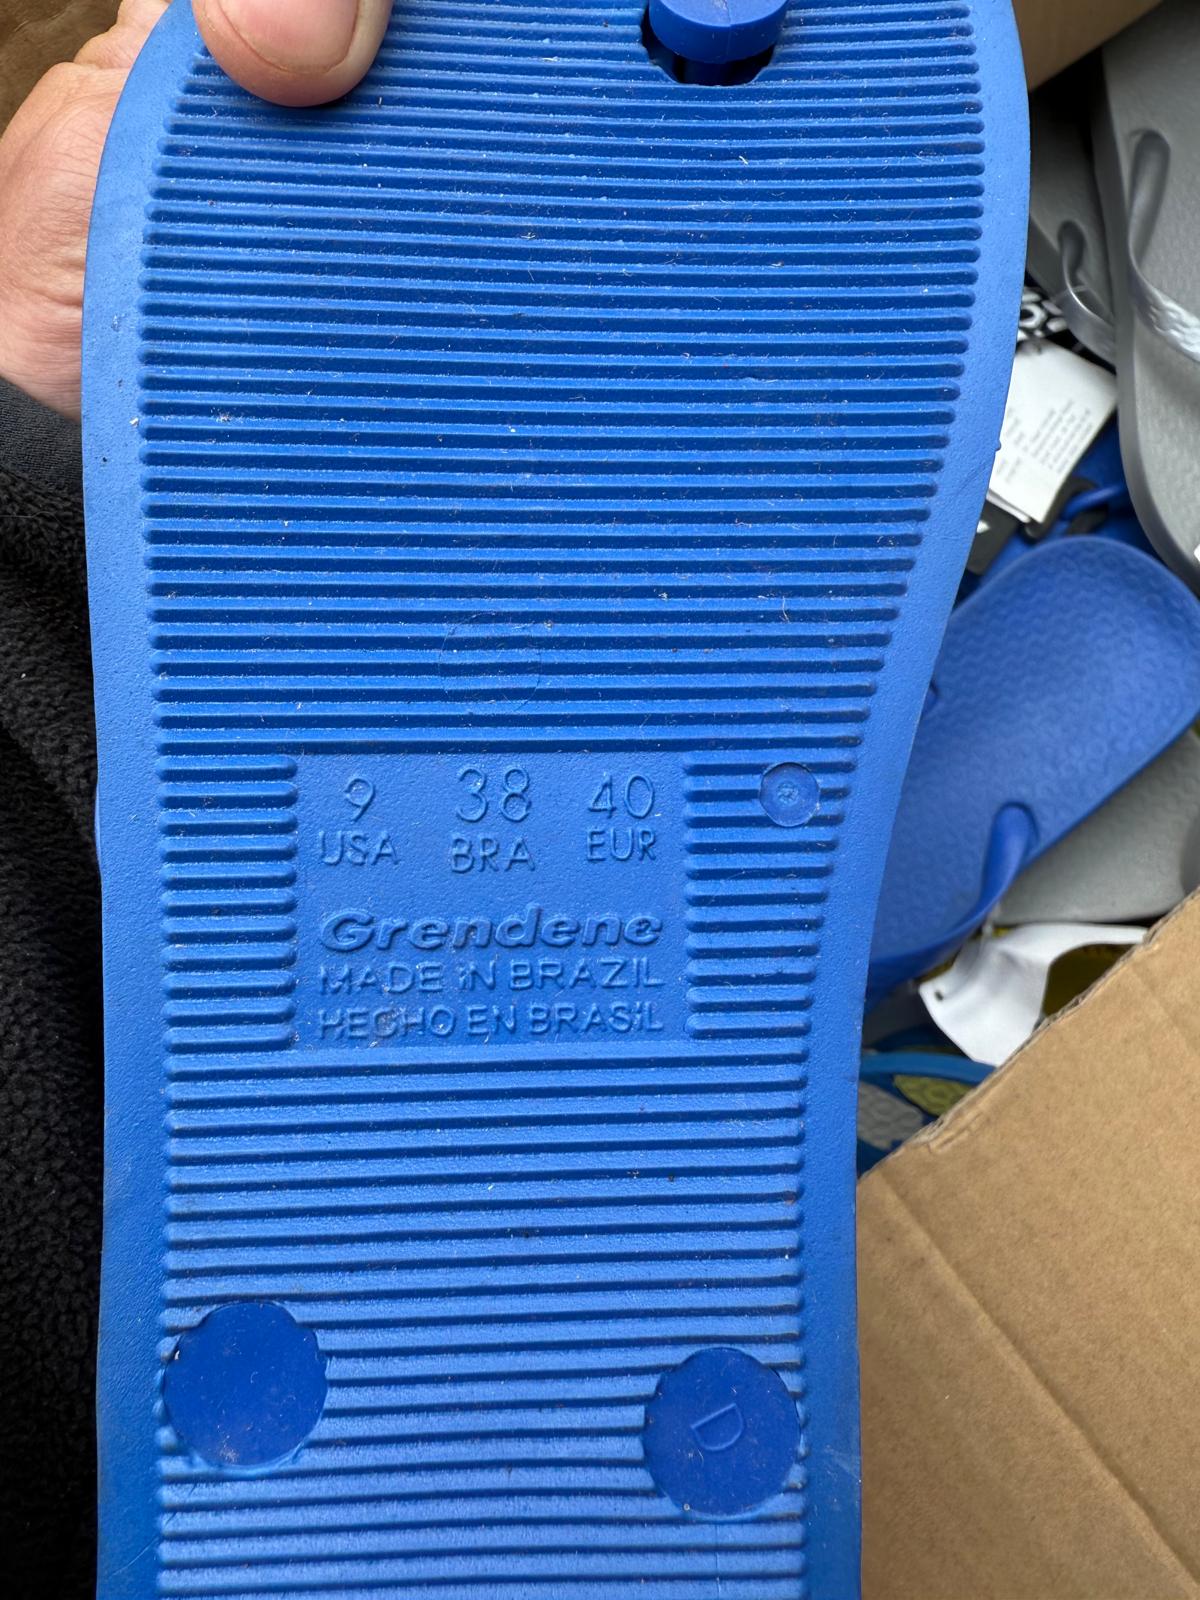 9 38 40
USA BRA EUR
Grendene
MADE IN BRAZIL
HECHO EN BRASIL
D